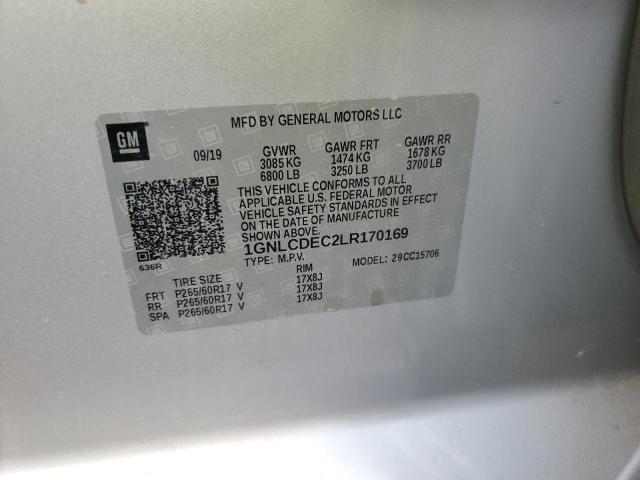 MFD BY GENERAL MOTORS LLC
GM
09/19 GVWR GAWR FRT GAWR RR
3085 KG 1474 KG 1678 KG
6800 LB 3250 LB 3700 LB
THIS VEHICLE CONFORMS TO ALL
APPLICABLE U.S. FEDERAL MOTOR
VEHICLE SAFETY STANDARDS IN EFFECT
ON THE DATE OF MANUFACTURE
SHOWN ABOVE.
1GNLCDEC2LR170169
636R
TYPE: M.P.V. MODEL: 29CC15706
TIRE SIZE RIM
FRT P265/60R17 V 17X8J
RR P265/60R17 V 17X8J
SPA P265/60R17 V 17X8J